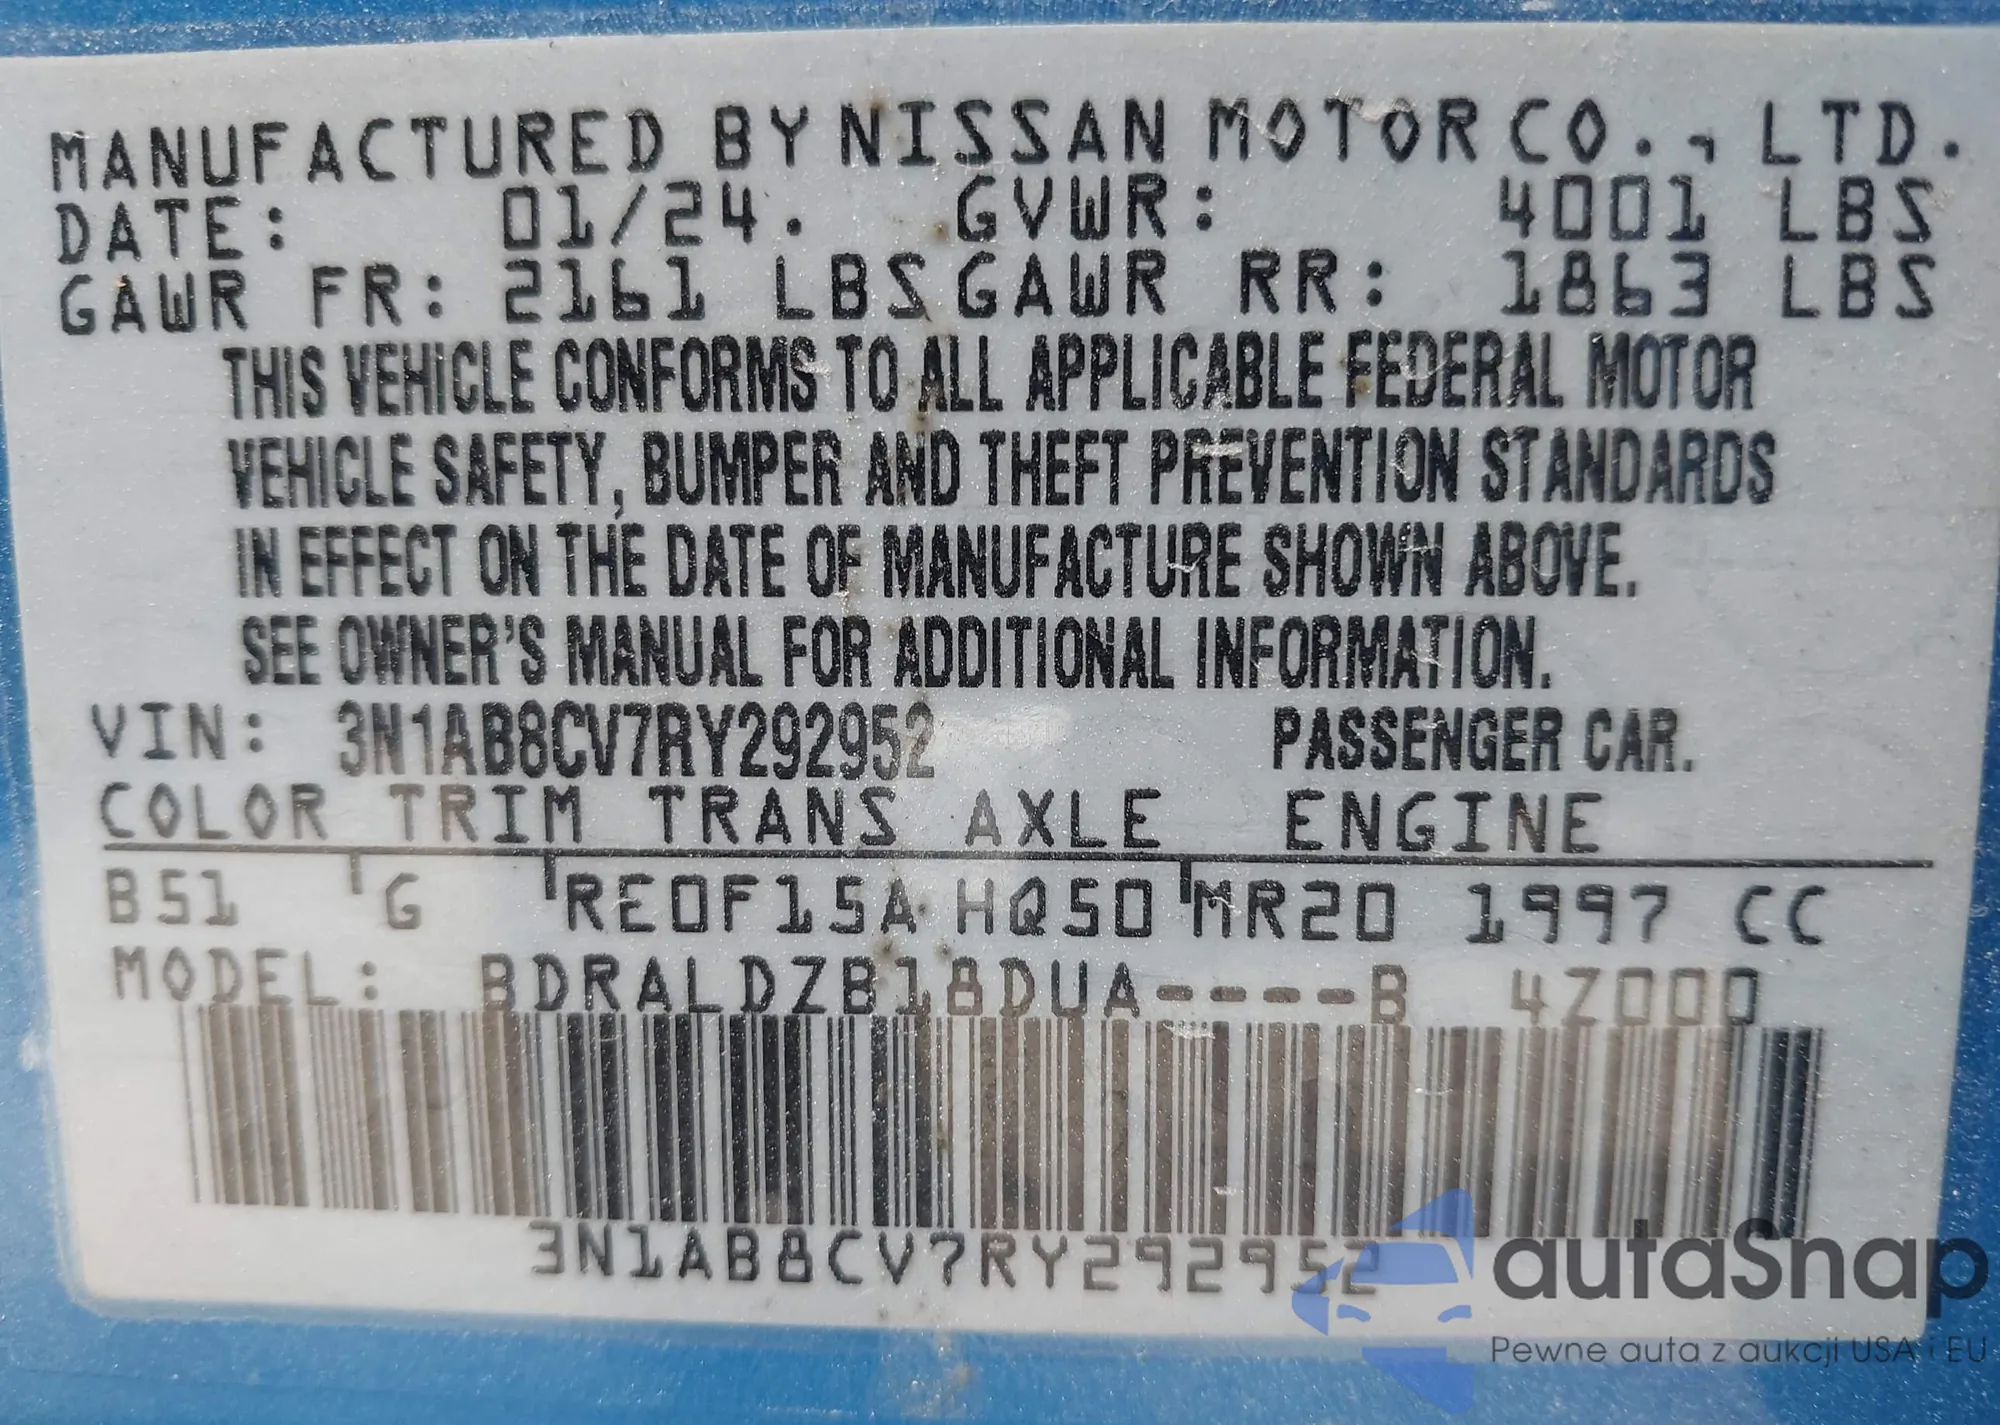 MANUFACTURED BY NISSAN MOTOR CO., LTD.
DATE: 01/24. GVWR: 4001 LBS
GAWR FR: 2161 LBS GAWR RR: 1863 LBS
THIS VEHICLE CONFORMS TO ALL APPLICABLE FEDERAL MOTOR
VEHICLE SAFETY, BUMPER AND THEFT PREVENTION STANDARDS
IN EFFECT ON THE DATE OF MANUFACTURE SHOWN ABOVE.
SEE OWNER'S MANUAL FOR ADDITIONAL INFORMATION.
VIN: 3N1AB8CV7RY292952 PASSENGER CAR.
COLOR TRIM TRANS AXLE ENGINE
B51 G RE0F15A HQ50 MR20 1997 CC
MODEL: BDRALDZB18DUA----B 4Z000
3N1AB8CV7RY292952
autaSnap
Pewne auta z aukcji USA i EU